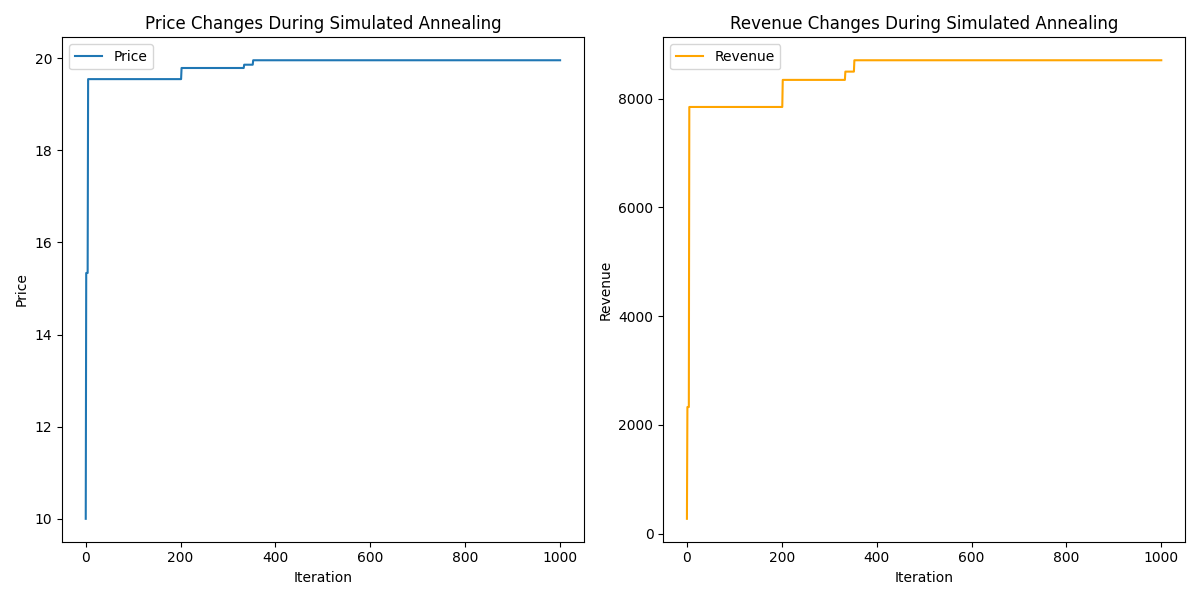 Price Changes During Simulated Annealing
Price
20
18
16
14
12
10
Price
0 200 400 600 800 1000
Iteration
Revenue Changes During Simulated Annealing
Revenue
8000
6000
4000
2000
0
Revenue
0 200 400 600 800 1000
Iteration